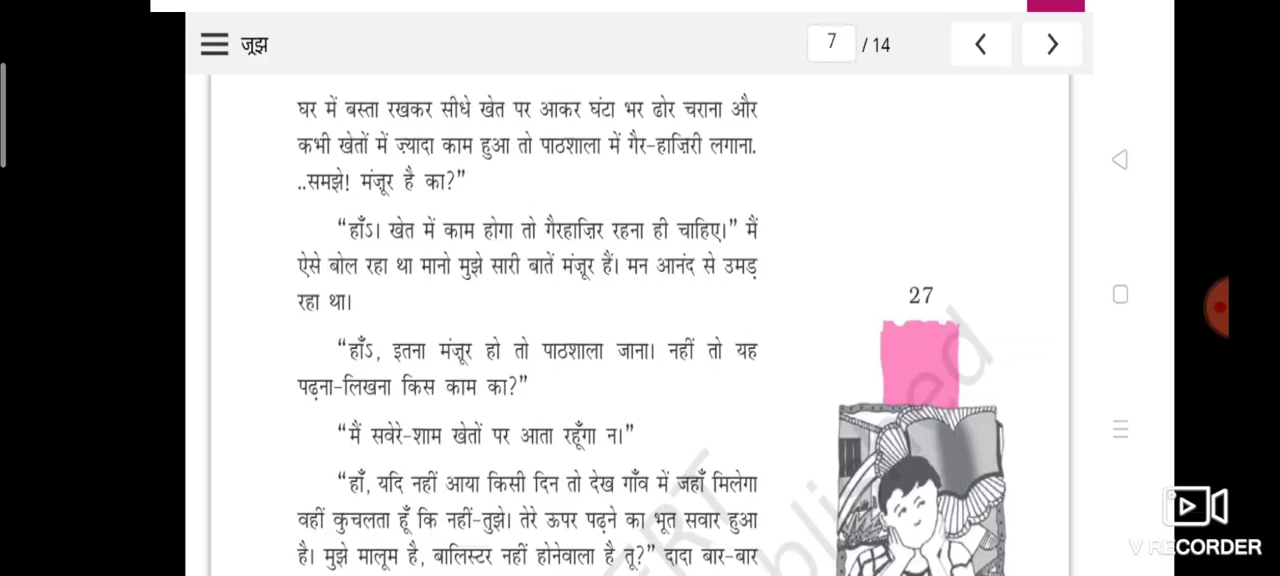 जूझ
7 / 14
घर में बस्ता रखकर सीधे खेत पर आकर घंटा भर ढोर चराना और
कभी खेतों में ज़्यादा काम हुआ तो पाठशाला में गैर-हाज़िरी लगाना.
..समझे! मंज़ूर है का?”
“हाँऽ। खेत में काम होगा तो गैरहाज़िर रहना ही चाहिए।” मैं
ऐसे बोल रहा था मानो मुझे सारी बातें मंज़ूर हैं। मन आनंद से उमड़
रहा था।
“हाँऽ, इतना मंज़ूर हो तो पाठशाला जाना। नहीं तो यह
पढ़ना-लिखना किस काम का?”
“मैं सवेरे-शाम खेतों पर आता रहूँगा न।”
“हाँ, यदि नहीं आया किसी दिन तो देख गाँव में जहाँ मिलेगा
वहीं कुचलता हूँ कि नहीं-तुझे। तेरे ऊपर पढ़ने का भूत सवार हुआ
है। मुझे मालूम है, बालिस्टर नहीं होनेवाला है तू?” दादा बार-बार
27
V RECORDER